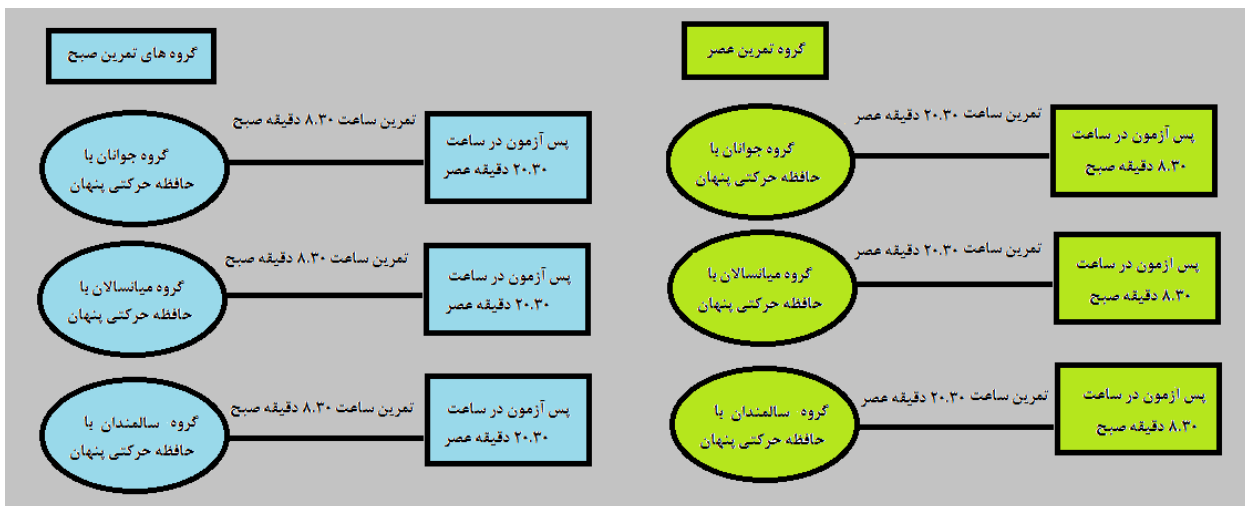 گروه های تمرین صبح
گروه تمرین عصر
گروه جوانان با
حافظه حرکتی پنهان
تمرین ساعت ۸.۳۰ دقیقه صبح
پس آزمون در ساعت
۲۰.۳۰ دقیقه عصر
گروه جوانان با
حافظه حرکتی پنهان
تمرین ساعت ۲۰.۳۰ دقیقه عصر
پس آزمون در ساعت
۸.۳۰ دقیقه صبح
گروه میانسالان با
حافظه حرکتی پنهان
تمرین ساعت ۸.۳۰ دقیقه صبح
پس آزمون در ساعت
۲۰.۳۰ دقیقه عصر
گروه میانسالان با
حافظه حرکتی پنهان
تمرین ساعت ۲۰.۳۰ دقیقه عصر
پس ازمون در ساعت
۸.۳۰ دقیقه صبح
گروه سالمندان با
حافظه حرکتی پنهان
تمرین ساعت ۸.۳۰ دقیقه صبح
پس آزمون در ساعت
۲۰.۳۰ دقیقه عصر
گروه سالمندان با
حافظه حرکتی پنهان
تمرین ساعت ۲۰.۳۰ دقیقه عصر
پس ازمون در ساعت
۸.۳۰ دقیقه صبح